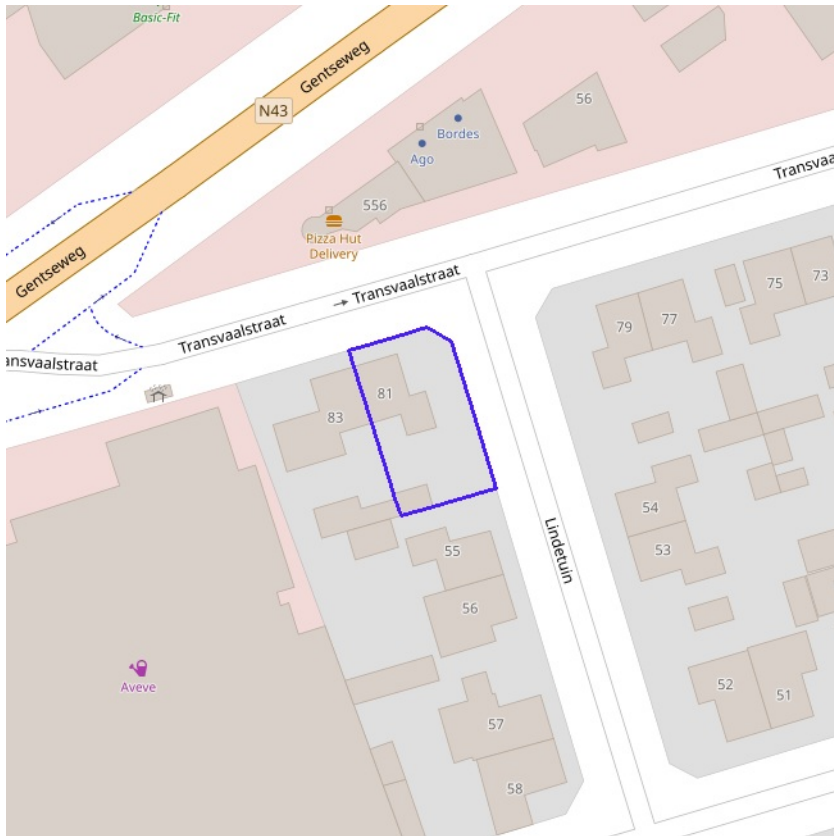 Basic-Fit
Gentseweg
N43
56
Bordes
Ago
556
Pizza Hut
Delivery
Transvaa
Gentseweg
Transvaalstraat
Transvaalstraat
ansvaalstraat
75
73
79
77
81
83
54
53
55
56
Lindetuin
Aveve
52
51
57
58